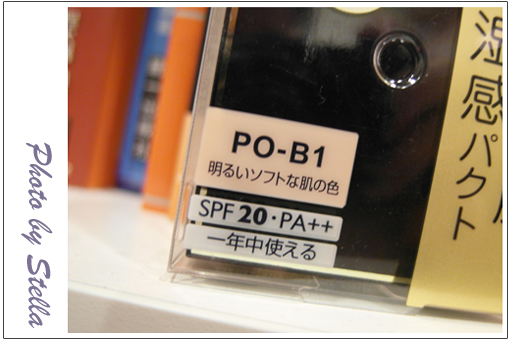 PO-B1
明るいソフトな肌の色
SPF 20・PA++
一年中使える
湿感パクト
Photo by Stella